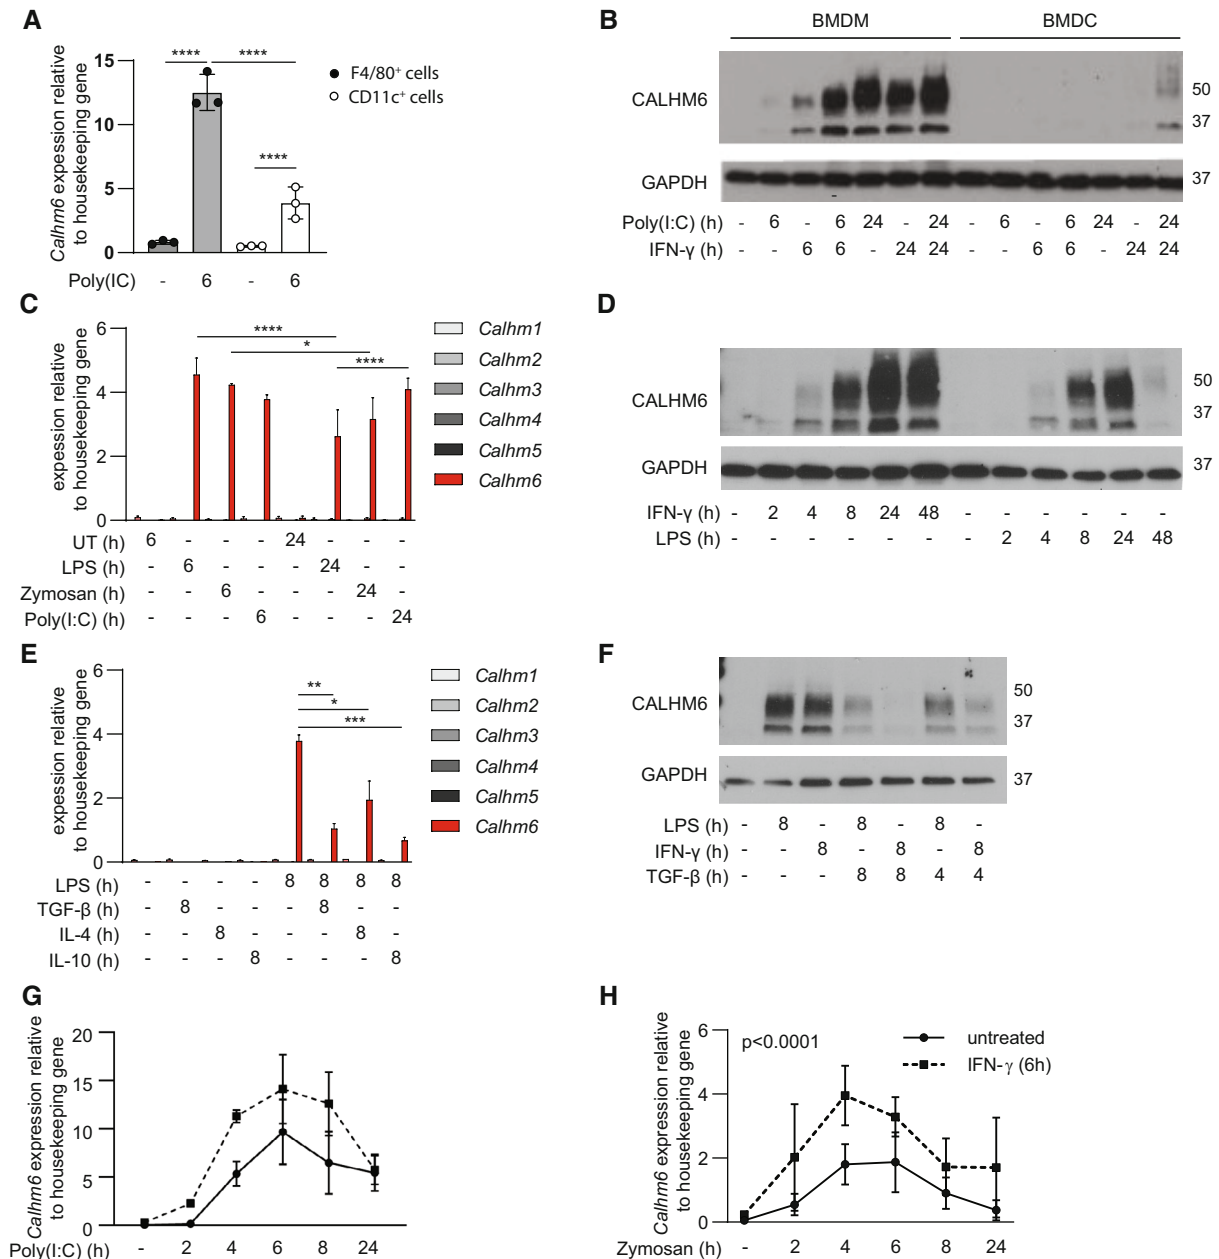 A
****
****
15
10
5
0
Calhm6 expession relative
to housekeeping gene
F4/80+ cells
CD11c+ cells
****
Poly(IC) - 6 - 6
B
BMDM BMDC
CALHM6
50
37
GAPDH
37
Poly(I:C) (h) - 6 - 6 24 - 24 - 6 - 6 24 - 24
IFN-γ (h) - - 6 6 - 24 24 - - 6 6 - 24 24
C
6
4
2
0
expession relative
to housekeeping gene
****
*
****
Calhm1
Calhm2
Calhm3
Calhm4
Calhm5
Calhm6
UT (h) 6 - - - 24 - - -
LPS (h) - 6 - - - 24 - -
Zymosan (h) - - 6 - - - 24 -
Poly(I:C) (h) - - - 6 - - - 24
D
CALHM6
50
37
GAPDH
37
IFN-γ (h) - 2 4 8 24 48 - - - - - -
LPS (h) - - - - - - - 2 4 8 24 48
E
6
4
2
0
expession relative
to housekeeping gene
**
*
***
Calhm1
Calhm2
Calhm3
Calhm4
Calhm5
Calhm6
LPS (h) - - - - 8 8 8 8
TGF-β (h) - 8 - - - 8 - -
IL-4 (h) - - 8 - - - 8 -
IL-10 (h) - - - 8 - - - 8
F
CALHM6
50
37
GAPDH
37
LPS (h) - 8 - 8 - 8 -
IFN-γ (h) - - 8 - 8 - 8
TGF-β (h) - - - 8 8 4 4
G
20
15
10
5
0
Calhm6 expression relative
to housekeeping gene
Poly(I:C) (h) - 2 4 6 8 24
H
6
4
2
0
Calhm6 expression relative
to housekeeping gene
p<0.0001
untreated
IFN-γ (6h)
Zymosan (h) - 2 4 6 8 24